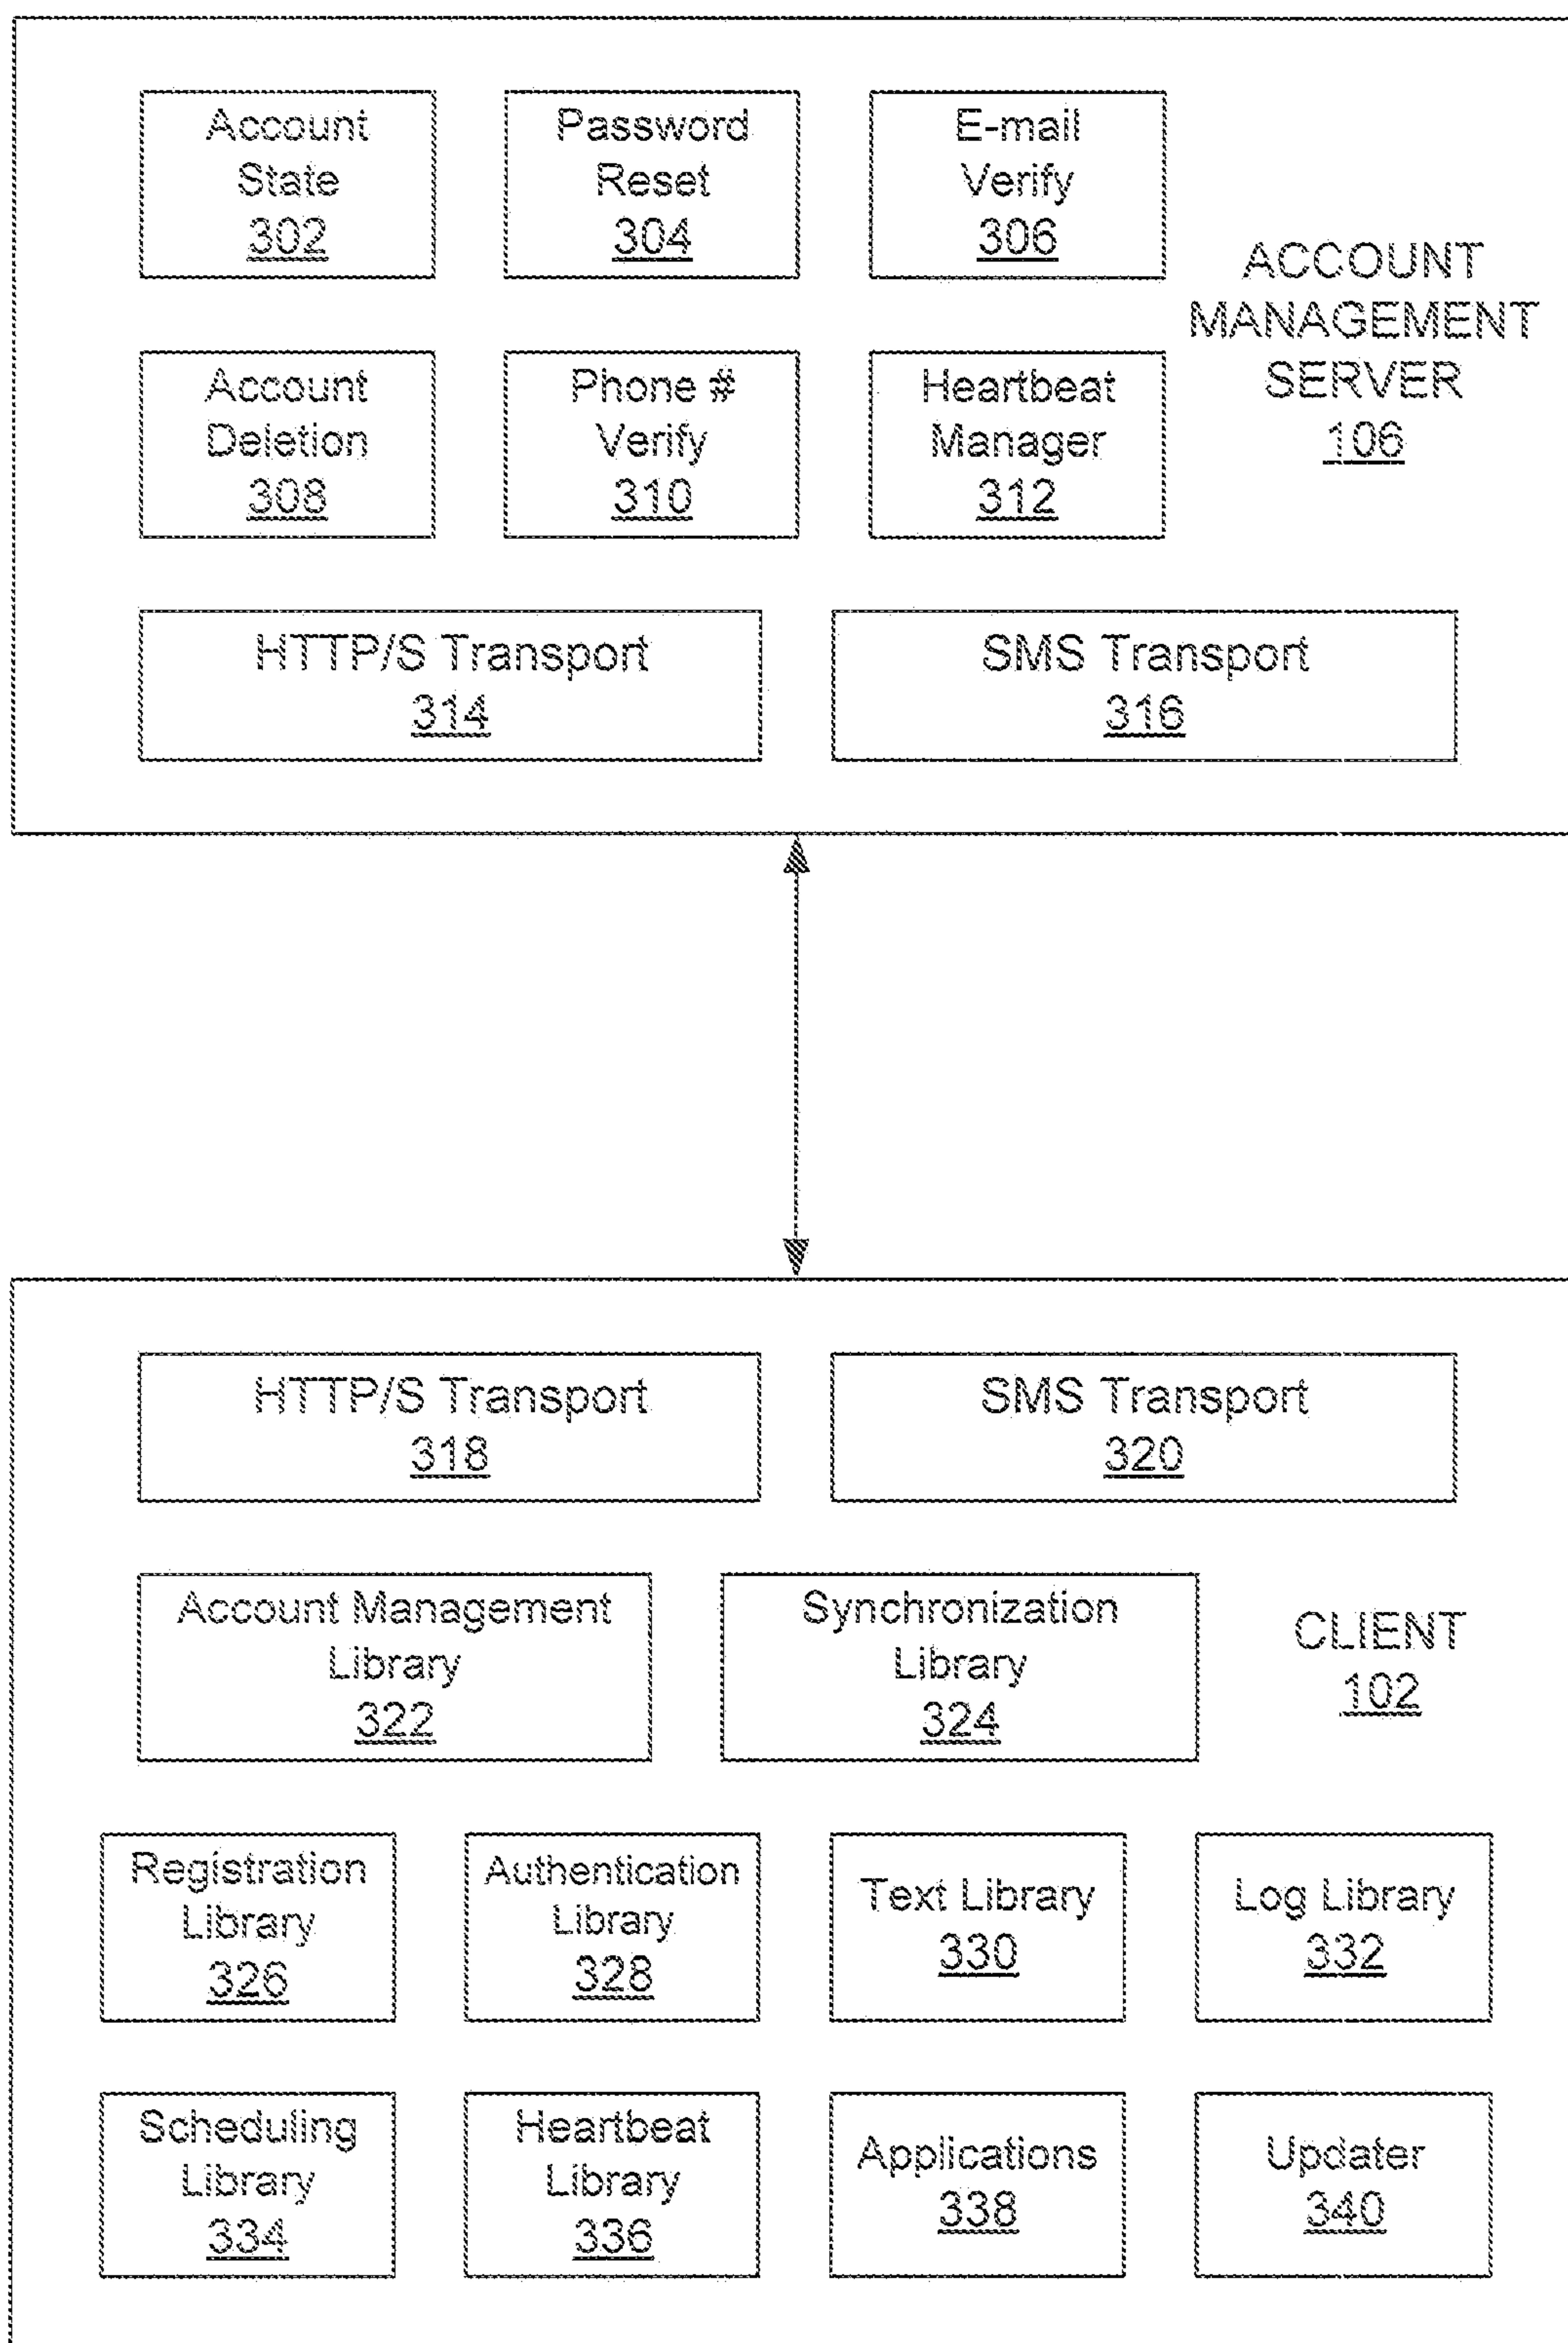 Account
State
302
Password
Reset
304
E-mail
Verify
306
ACCOUNT
MANAGEMENT
SERVER
106
Account
Deletion
308
Phone #
Verify
310
Heartbeat
Manager
312
HTTP/S Transport
314
SMS Transport
316
HTTP/S Transport
318
SMS Transport
320
Account Management
Library
322
Synchronization
Library
324
CLIENT
102
Registration
Library
326
Authentication
Library
328
Text Library
330
Log Library
332
Scheduling
Library
334
Heartbeat
Library
336
Applications
338
Updater
340